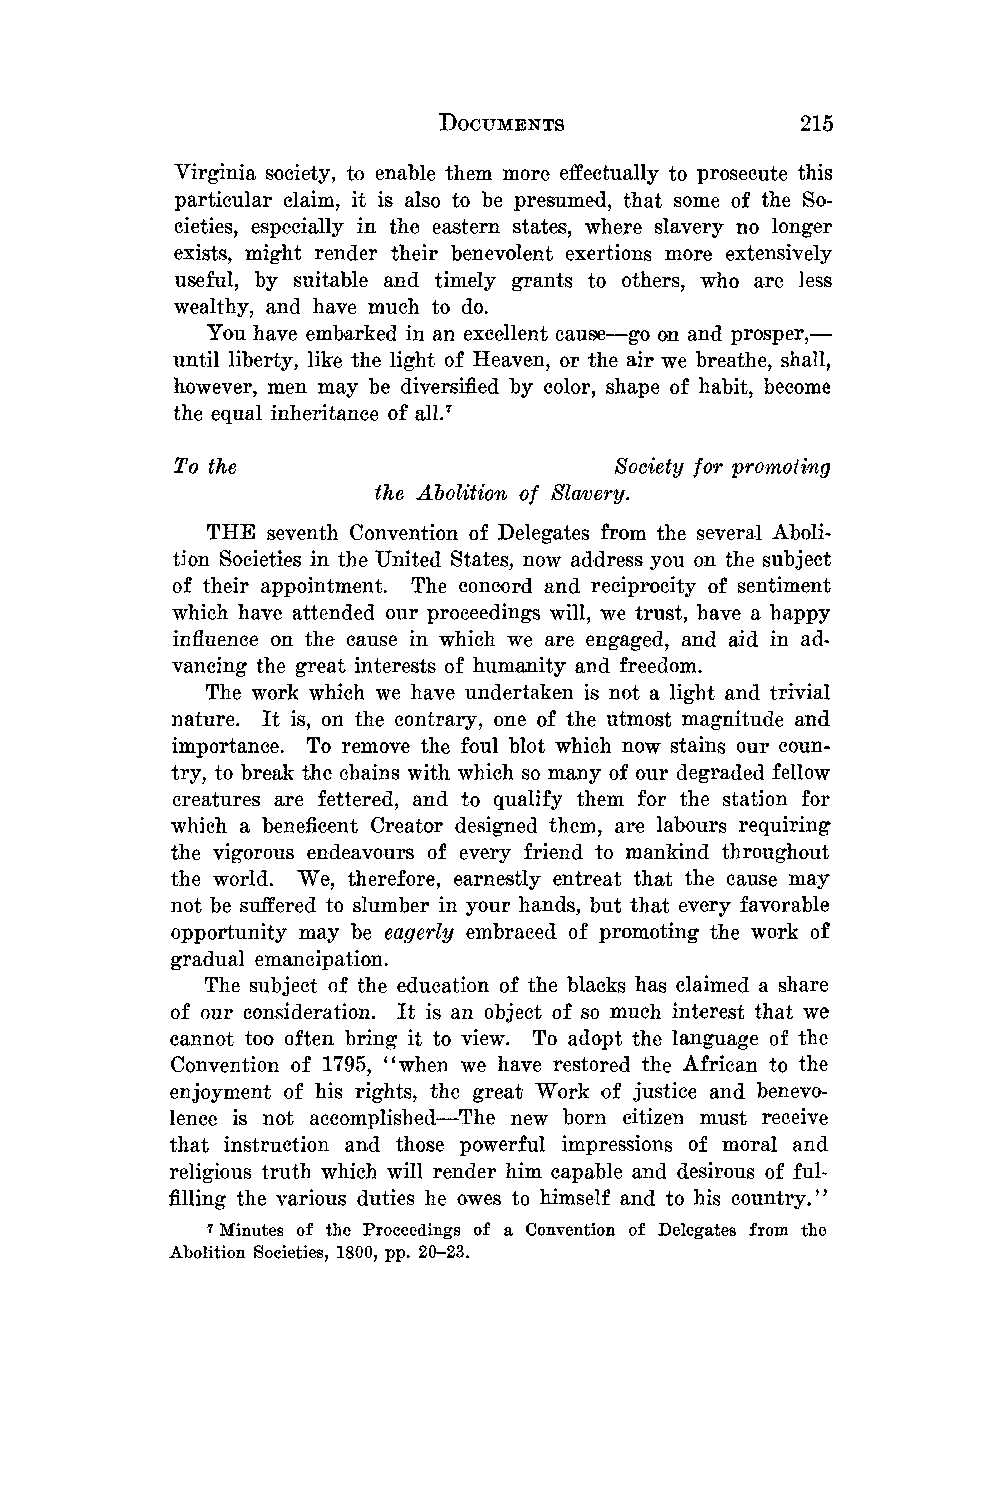 DOCUMENTS 215
Virginia society, to enable them more effectually to prosecute this
particular claim, it is also to be presumed, that some of the So-
cieties, especially in the eastern states, where slavery no longer
exists, might render their benevolent exertions more extensively
useful, by suitable and timely grants to others, who are less
wealthy, and have much to do.
You have embarked in an excellent cause—go on and prosper,—
until liberty, like the light of Heaven, or the air we breathe, shall,
however, men may be diversified by color, shape of habit, become
the equal inheritance of all.⁷
To the Society for promoting
the Abolition of Slavery.
THE seventh Convention of Delegates from the several Aboli-
tion Societies in the United States, now address you on the subject
of their appointment. The concord and reciprocity of sentiment
which have attended our proceedings will, we trust, have a happy
influence on the cause in which we are engaged, and aid in ad-
vancing the great interests of humanity and freedom.
The work which we have undertaken is not a light and trivial
nature. It is, on the contrary, one of the utmost magnitude and
importance. To remove the foul blot which now stains our coun-
try, to break the chains with which so many of our degraded fellow
creatures are fettered, and to qualify them for the station for
which a beneficent Creator designed them, are labours requiring
the vigorous endeavours of every friend to mankind throughout
the world. We, therefore, earnestly entreat that the cause may
not be suffered to slumber in your hands, but that every favorable
opportunity may be eagerly embraced of promoting the work of
gradual emancipation.
The subject of the education of the blacks has claimed a share
of our consideration. It is an object of so much interest that we
cannot too often bring it to view. To adopt the language of the
Convention of 1795, "when we have restored the African to the
enjoyment of his rights, the great Work of justice and benevo-
lence is not accomplished—The new born citizen must receive
that instruction and those powerful impressions of moral and
religious truth which will render him capable and desirous of ful-
filling the various duties he owes to himself and to his country."
⁷ Minutes of the Proceedings of a Convention of Delegates from the
Abolition Societies, 1800, pp. 20–23.